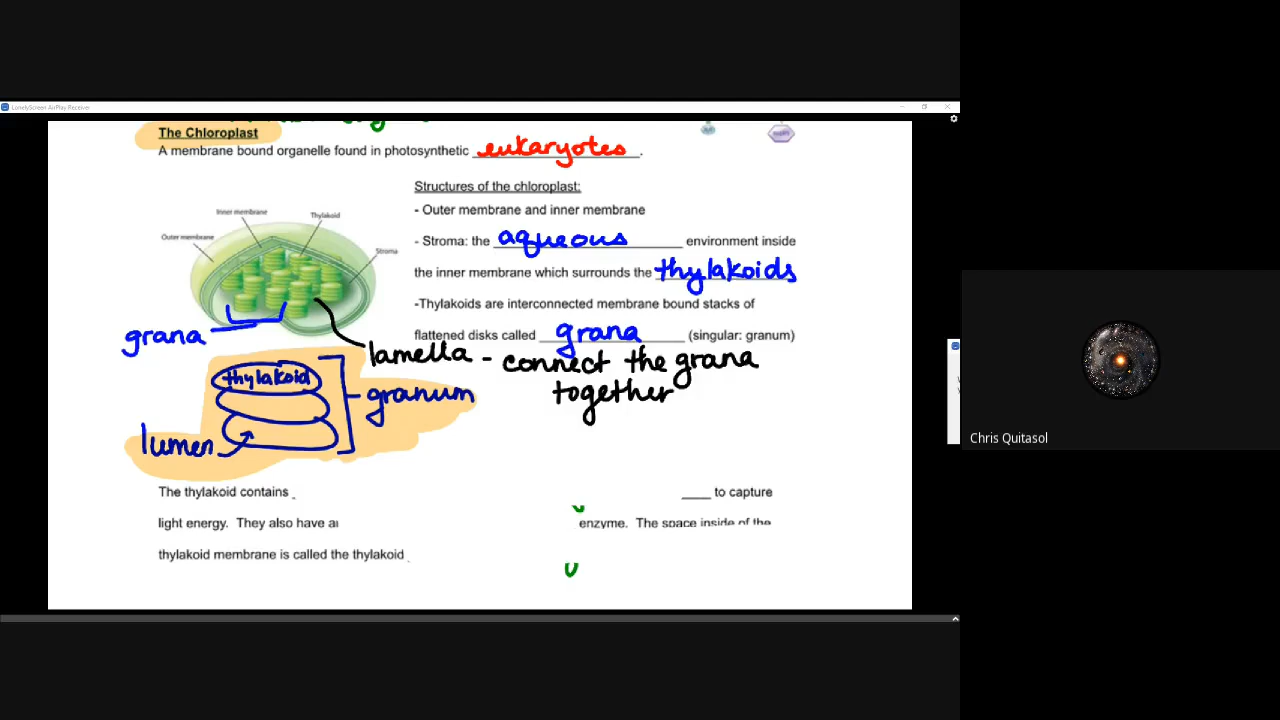 LonelyScreen AirPlay Receiver
The Chloroplast
A membrane bound organelle found in photosynthetic eukaryotes.
Structures of the chloroplast:
- Outer membrane and inner membrane
- Stroma: the aqueous environment inside
the inner membrane which surrounds the thylakoids
-Thylakoids are interconnected membrane bound stacks of
flattened disks called grana (singular: granum)
Inner membrane
Thylakoid
Outer membrane
Stroma
grana
lamella - connect the grana
together
thylakoid
granum
lumen
The thylakoid contains to capture
light energy. They also have an enzyme. The space inside of the
thylakoid membrane is called the thylakoid
Chris Quitasol